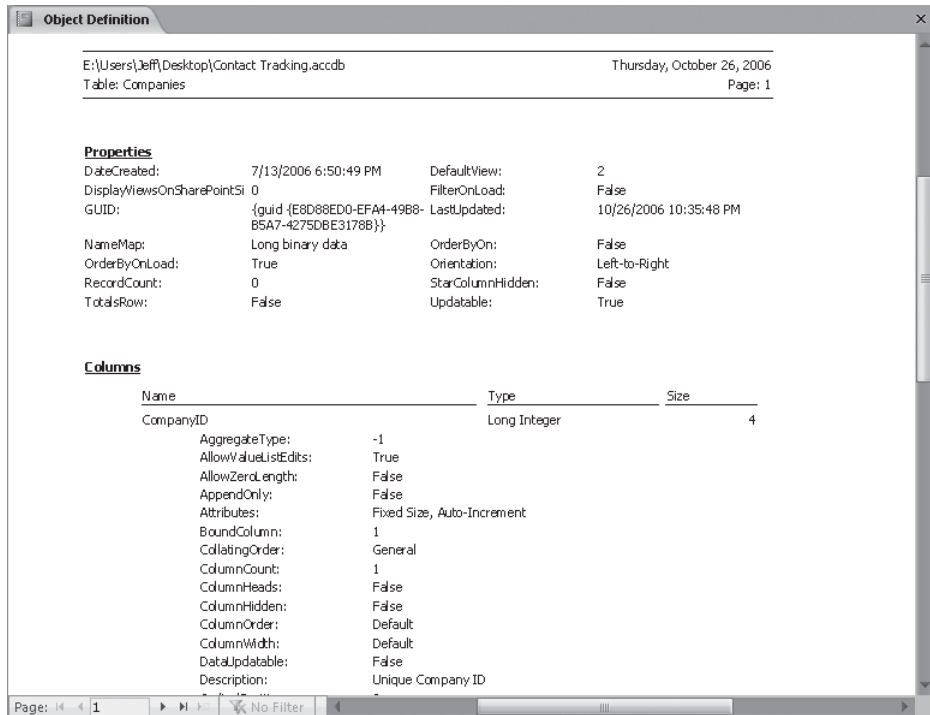 Object Definition
E:\Users\Jeff\Desktop\Contact Tracking.accdb Thursday, October 26, 2006
Table: Companies Page: 1
Properties
DateCreated: 7/13/2006 6:50:49 PM DefaultView: 2
DisplayViewsOnSharePointSi 0 FilterOnLoad: False
GUID: {guid {E8D88ED0-EFA4-49B8- LastUpdated: 10/26/2006 10:35:48 PM
B5A7-4275DBE3178B}}
NameMap: Long binary data OrderByOn: False
OrderByOnLoad: True Orientation: Left-to-Right
RecordCount: 0 StarColumnHidden: False
TotalsRow: False Updatable: True
Columns
Name Type Size
CompanyID Long Integer 4
AggregateType: -1
AllowValueListEdits: True
AllowZeroLength: False
AppendOnly: False
Attributes: Fixed Size, Auto-Increment
BoundColumn: 1
CollatingOrder: General
ColumnCount: 1
ColumnHeads: False
ColumnHidden: False
ColumnOrder: Default
ColumnWidth: Default
DataUpdatable: False
Description: Unique Company ID
Page: 1 No Filter